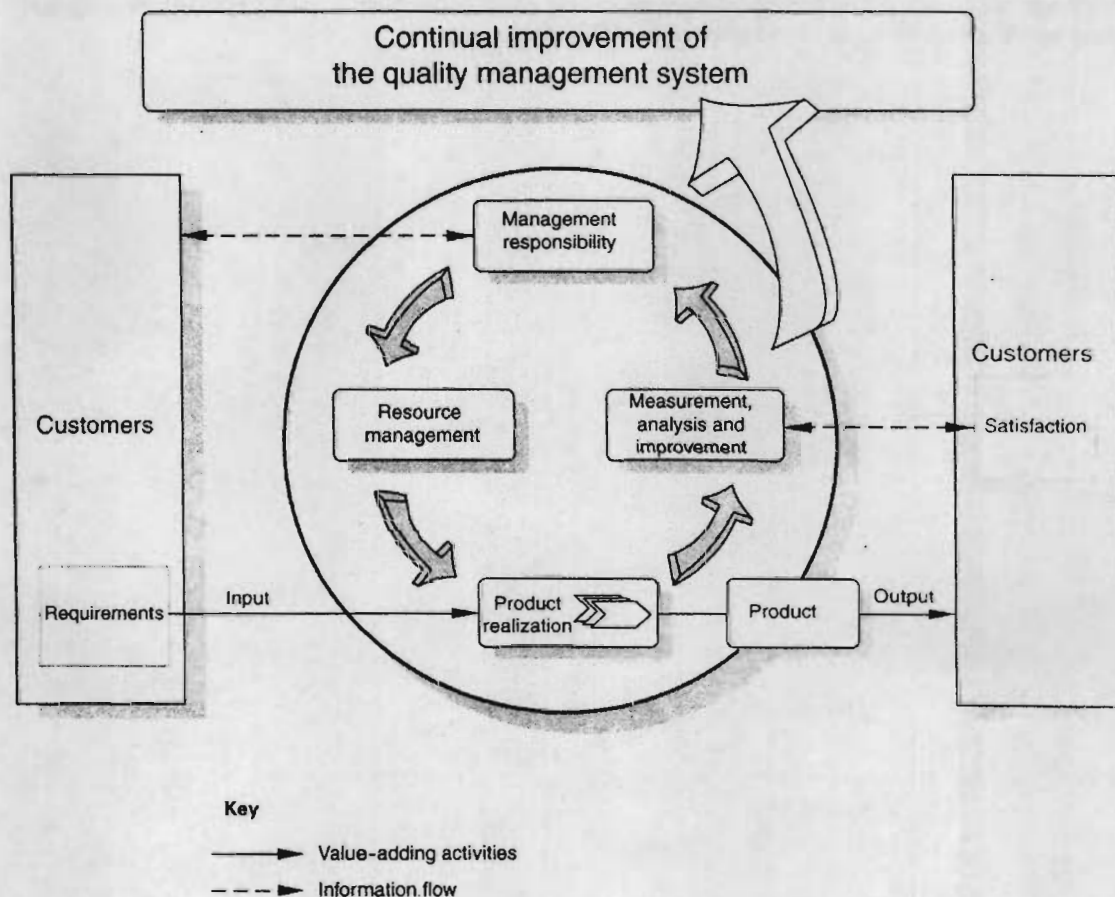 Continual improvement of
the quality management system
Management
responsibility
Customers
Resource
management
Measurement,
analysis and
improvement
Customers
Satisfaction
Requirements
Input
Product
realization
Product
Output
Key
Value-adding activities
Information flow